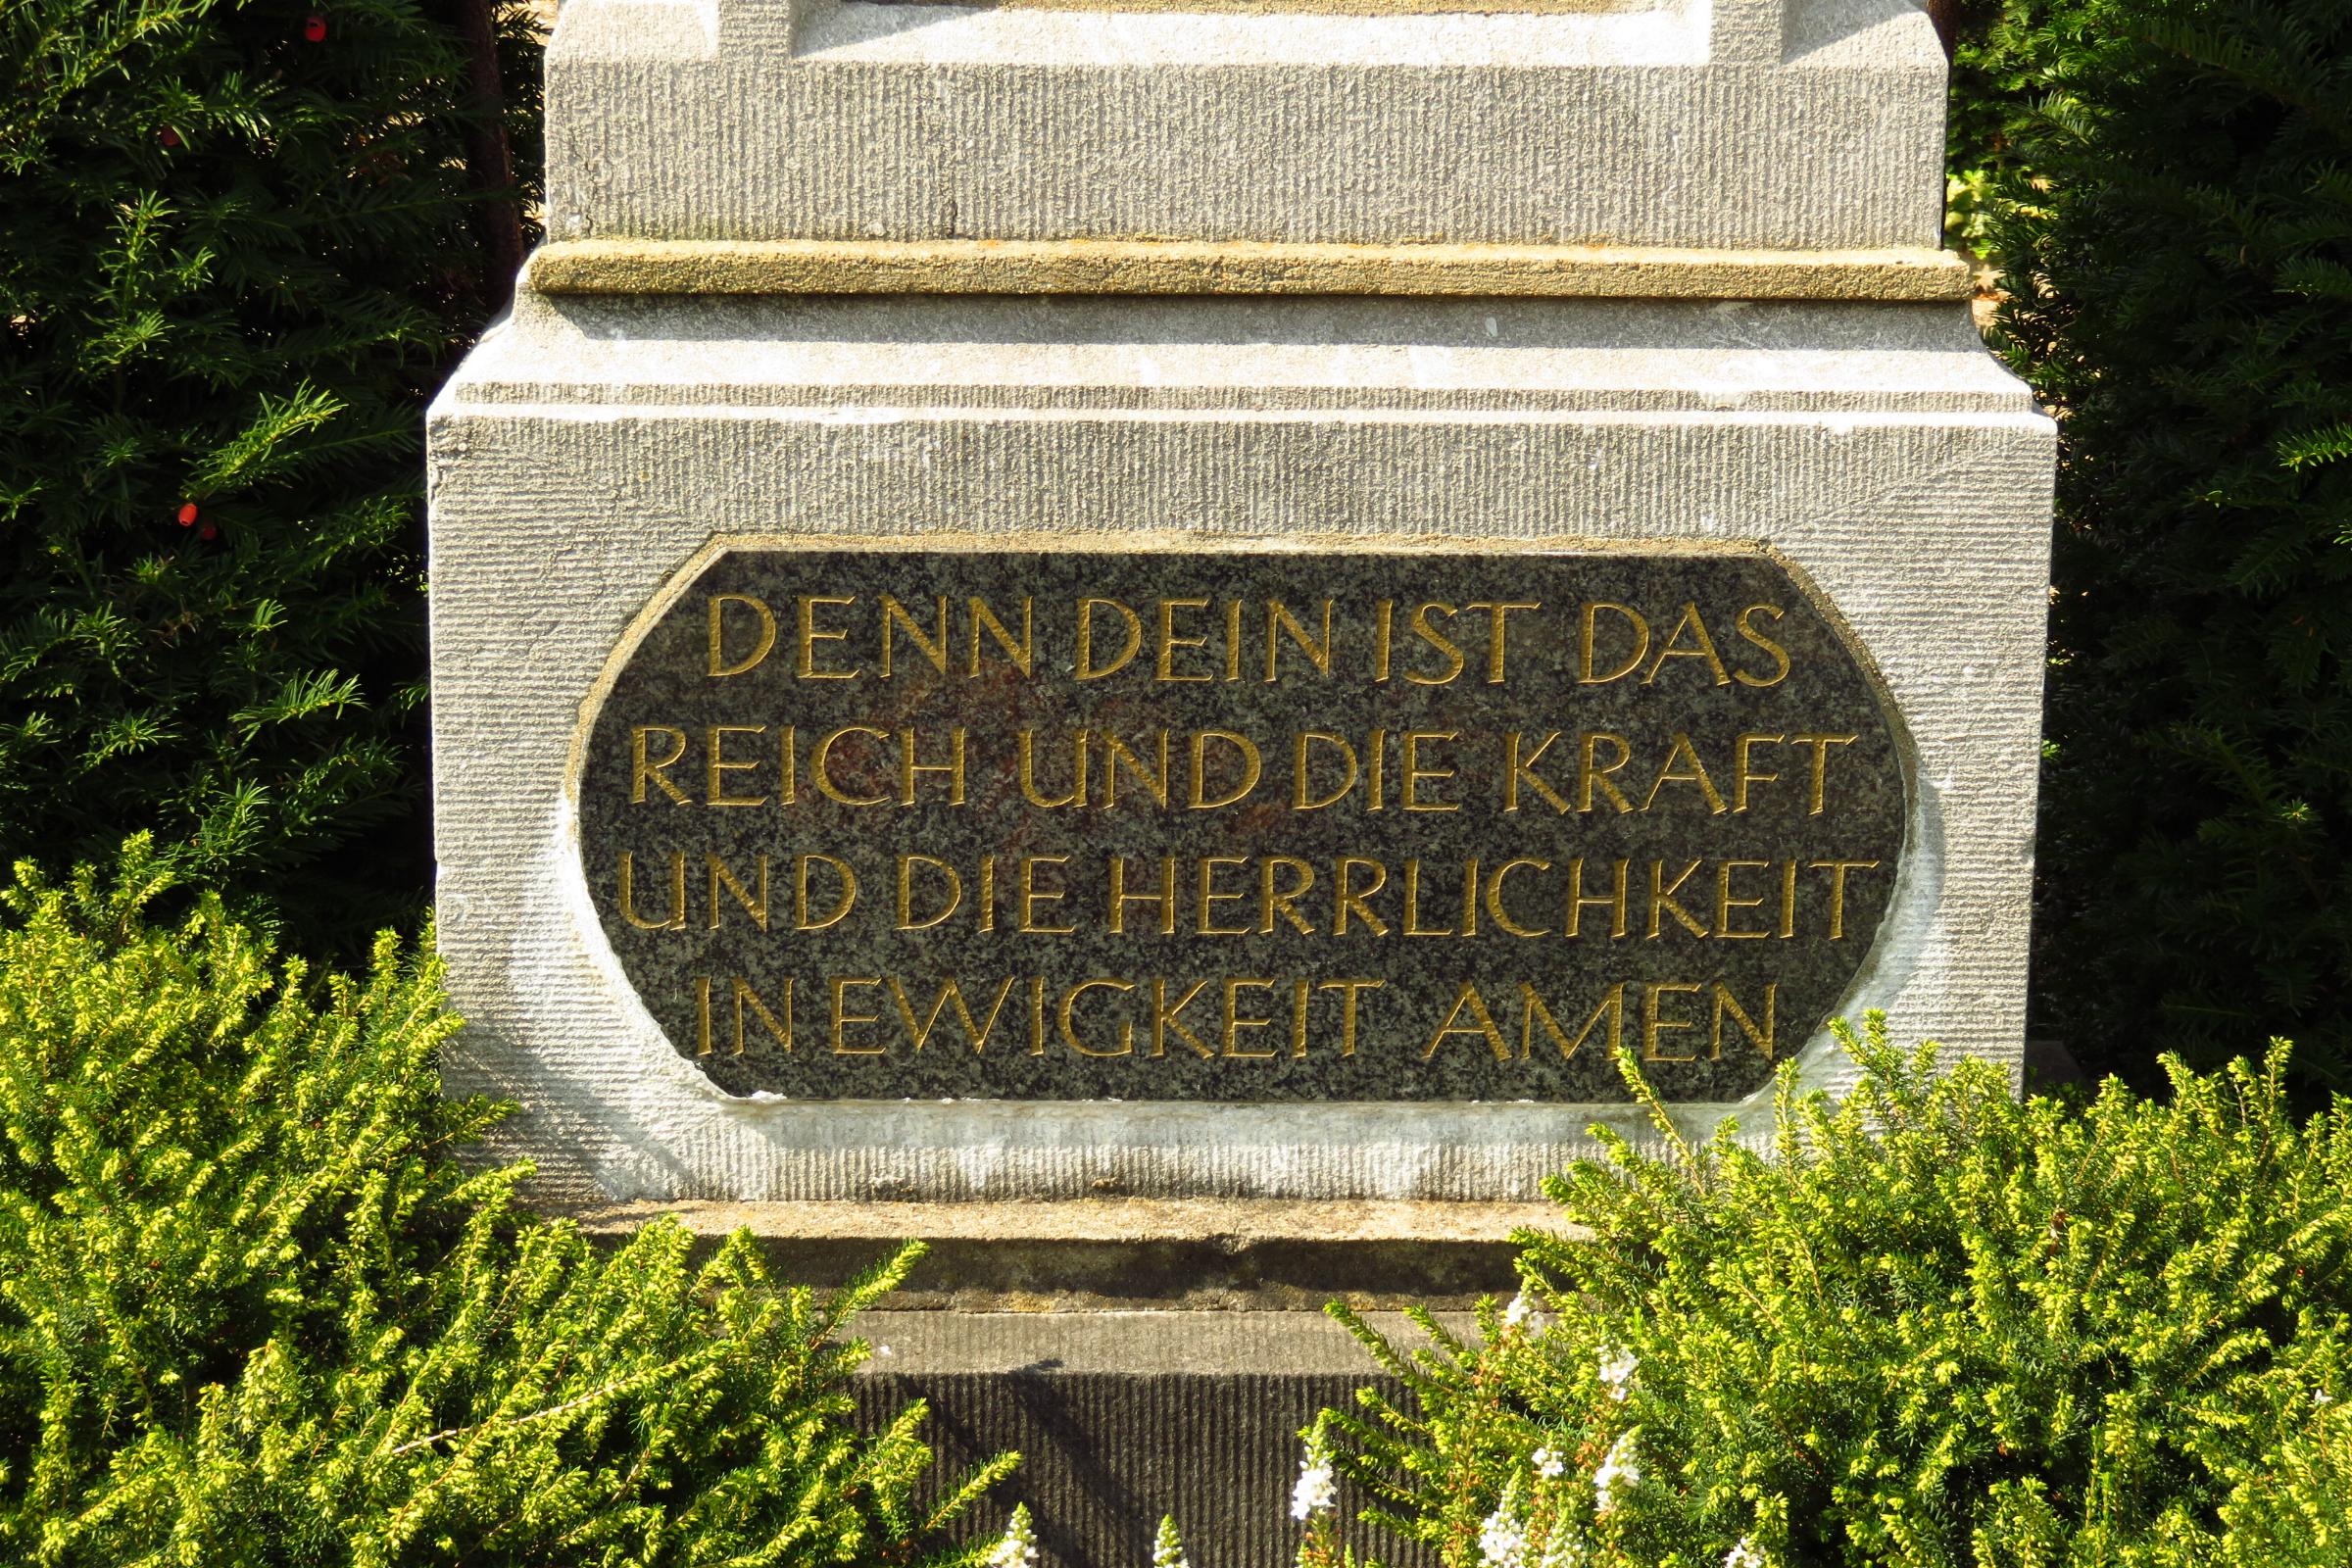 DENN DEIN IST DAS
REICH UND DIE KRAFT
UND DIE HERRLICHKEIT
IN EWIGKEIT AMEN